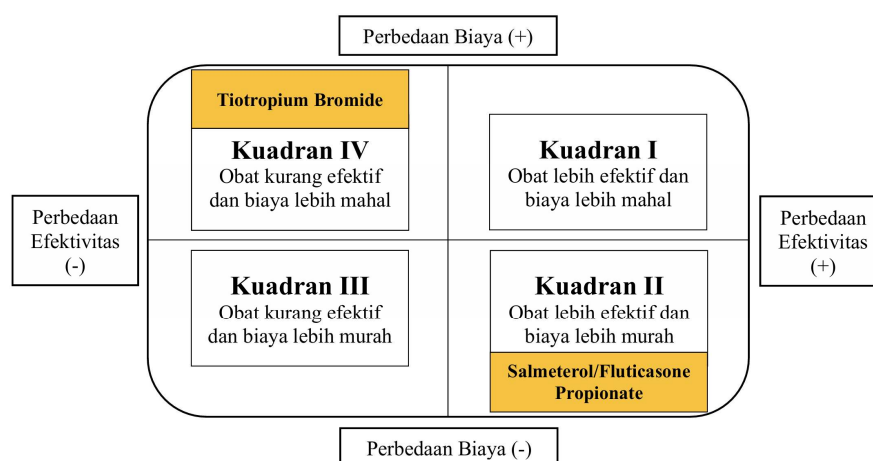 Perbedaan Biaya (+)
Tiotropium Bromide
Kuadran IV
Obat kurang efektif
dan biaya lebih mahal
Kuadran I
Obat lebih efektif dan
biaya lebih mahal
Perbedaan
Efektivitas
(-)
Perbedaan
Efektivitas
(+)
Kuadran III
Obat kurang efektif
dan biaya lebih murah
Kuadran II
Obat lebih efektif dan
biaya lebih murah
Salmeterol/Fluticasone
Propionate
Perbedaan Biaya (-)